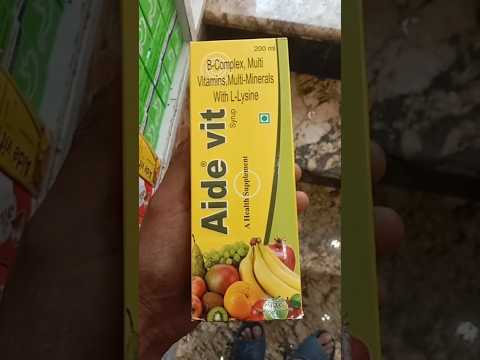 200 ml
B-Complex, Multi
Vitamins,Multi-Minerals
With L-Lysine
Aide vit®
Syrup
A Health Supplement